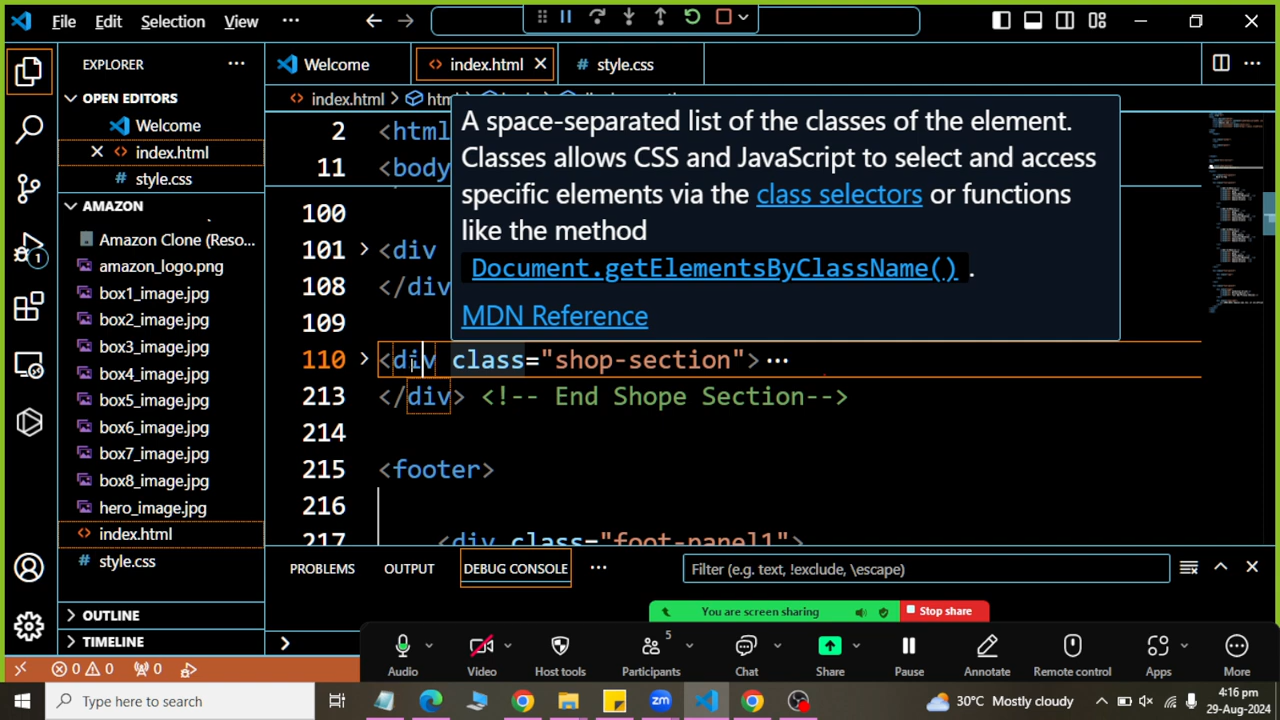 File Edit Selection View ···
EXPLORER ···
Welcome
index.html
style.css
OPEN EDITORS
Welcome
index.html
style.css
index.html
2 <html
11 <body
A space-separated list of the classes of the element.
Classes allows CSS and JavaScript to select and access
specific elements via the class selectors or functions
like the method
Document.getElementsByClassName() .
MDN Reference
AMAZON
Amazon Clone (Reso...
amazon_logo.png
box1_image.jpg
box2_image.jpg
box3_image.jpg
box4_image.jpg
box5_image.jpg
box6_image.jpg
box7_image.jpg
box8_image.jpg
hero_image.jpg
index.html
style.css
OUTLINE
TIMELINE
1
100
101 <div
108 </div
109
110 <div class="shop-section">···
213 </div> <!-- End Shope Section-->
214
215 <footer>
216
217 <div class="foot-panel1">
PROBLEMS OUTPUT DEBUG CONSOLE ···
Filter (e.g. text, !exclude, \escape)
You are screen sharing
Stop share
0 0 0
Audio
Video
Host tools
5
Participants
Chat
Share
Pause
Annotate
Remote control
Apps
More
Type here to search
zm
30°C Mostly cloudy
4:16 PM
29-Aug-2024